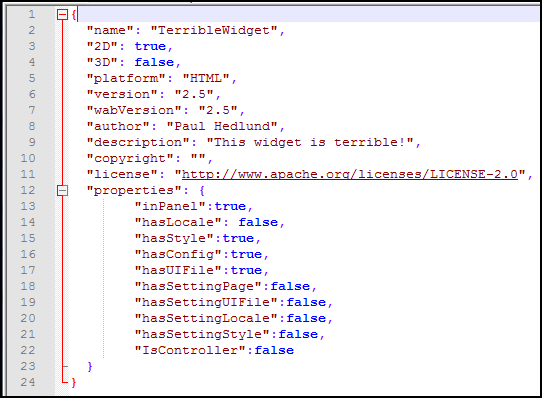 1 {
2 "name": "TerribleWidget",
3 "2D": true,
4 "3D": false,
5 "platform": "HTML",
6 "version": "2.5",
7 "wabVersion": "2.5",
8 "author": "Paul Hedlund",
9 "description": "This widget is terrible!",
10 "copyright": "",
11 "license": "http://www.apache.org/licenses/LICENSE-2.0",
12 "properties": {
13 "inPanel":true,
14 "hasLocale": false,
15 "hasStyle":true,
16 "hasConfig":true,
17 "hasUIFile":true,
18 "hasSettingPage":false,
19 "hasSettingUIFile":false,
20 "hasSettingLocale":false,
21 "hasSettingStyle":false,
22 "IsController":false
23 }
24 }